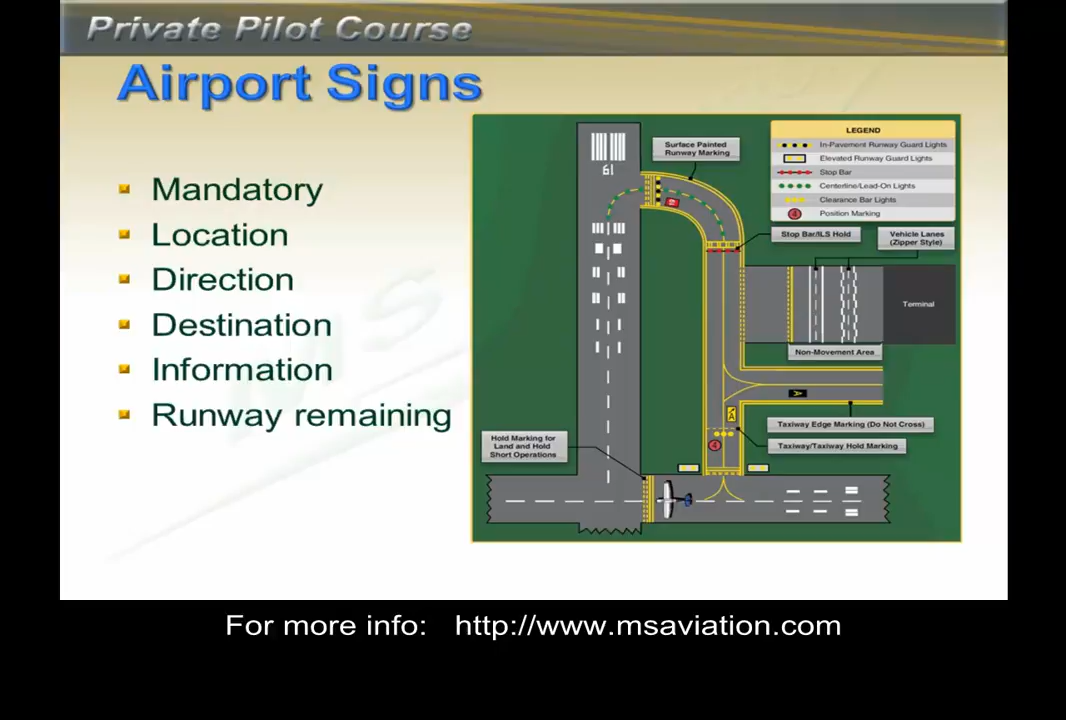 Private Pilot Course
Airport Signs
Mandatory
Location
Direction
Destination
Information
Runway remaining
19
Surface Painted
Runway Marking
LEGEND
In-Pavement Runway Guard Lights
Elevated Runway Guard Lights
Stop Bar
Centerline/Lead-On Lights
Clearance Bar Lights
4 Position Marking
Stop Bar/ILS Hold
Vehicle Lanes
(Zipper Style)
Terminal
Non-Movement Area
Taxiway Edge Marking (Do Not Cross)
Taxiway/Taxiway Hold Marking
Hold Marking for
Land and Hold
Short Operations
4
A
For more info: http://www.msaviation.com